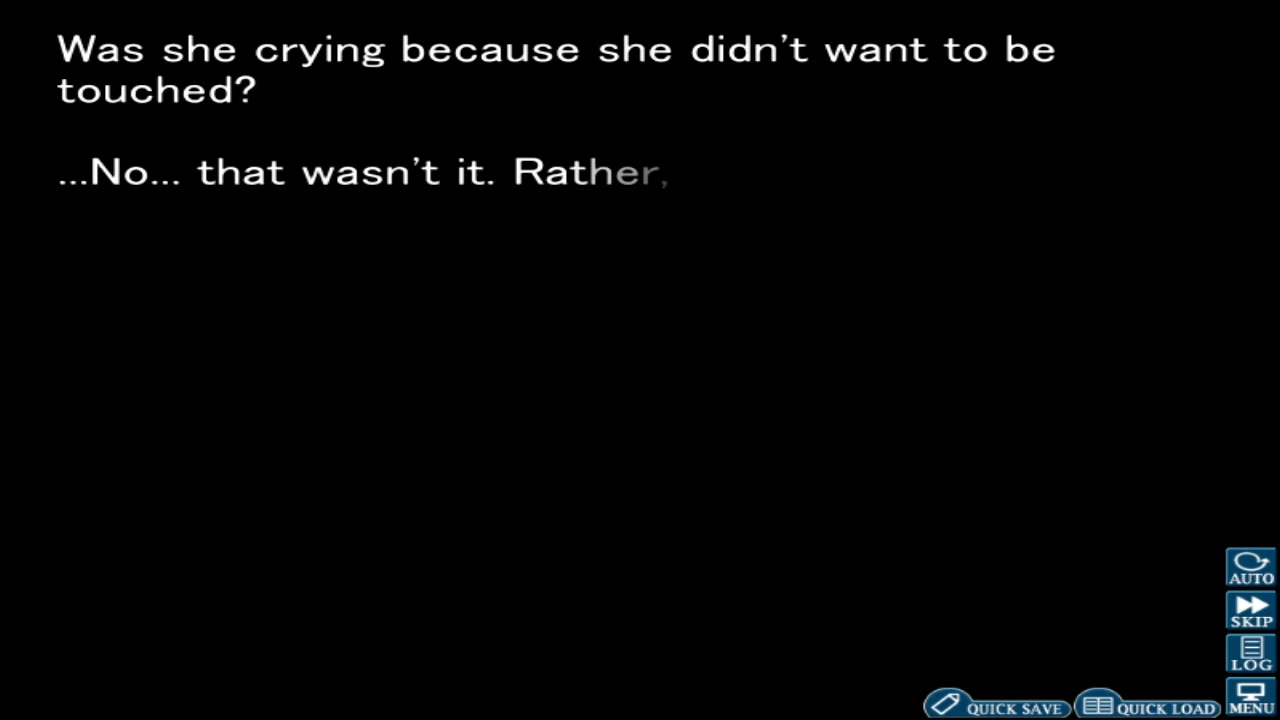 Was she crying because she didn't want to be
touched?
...No... that wasn't it. Rather,
AUTO
SKIP
LOG
QUICK SAVE QUICK LOAD MENU